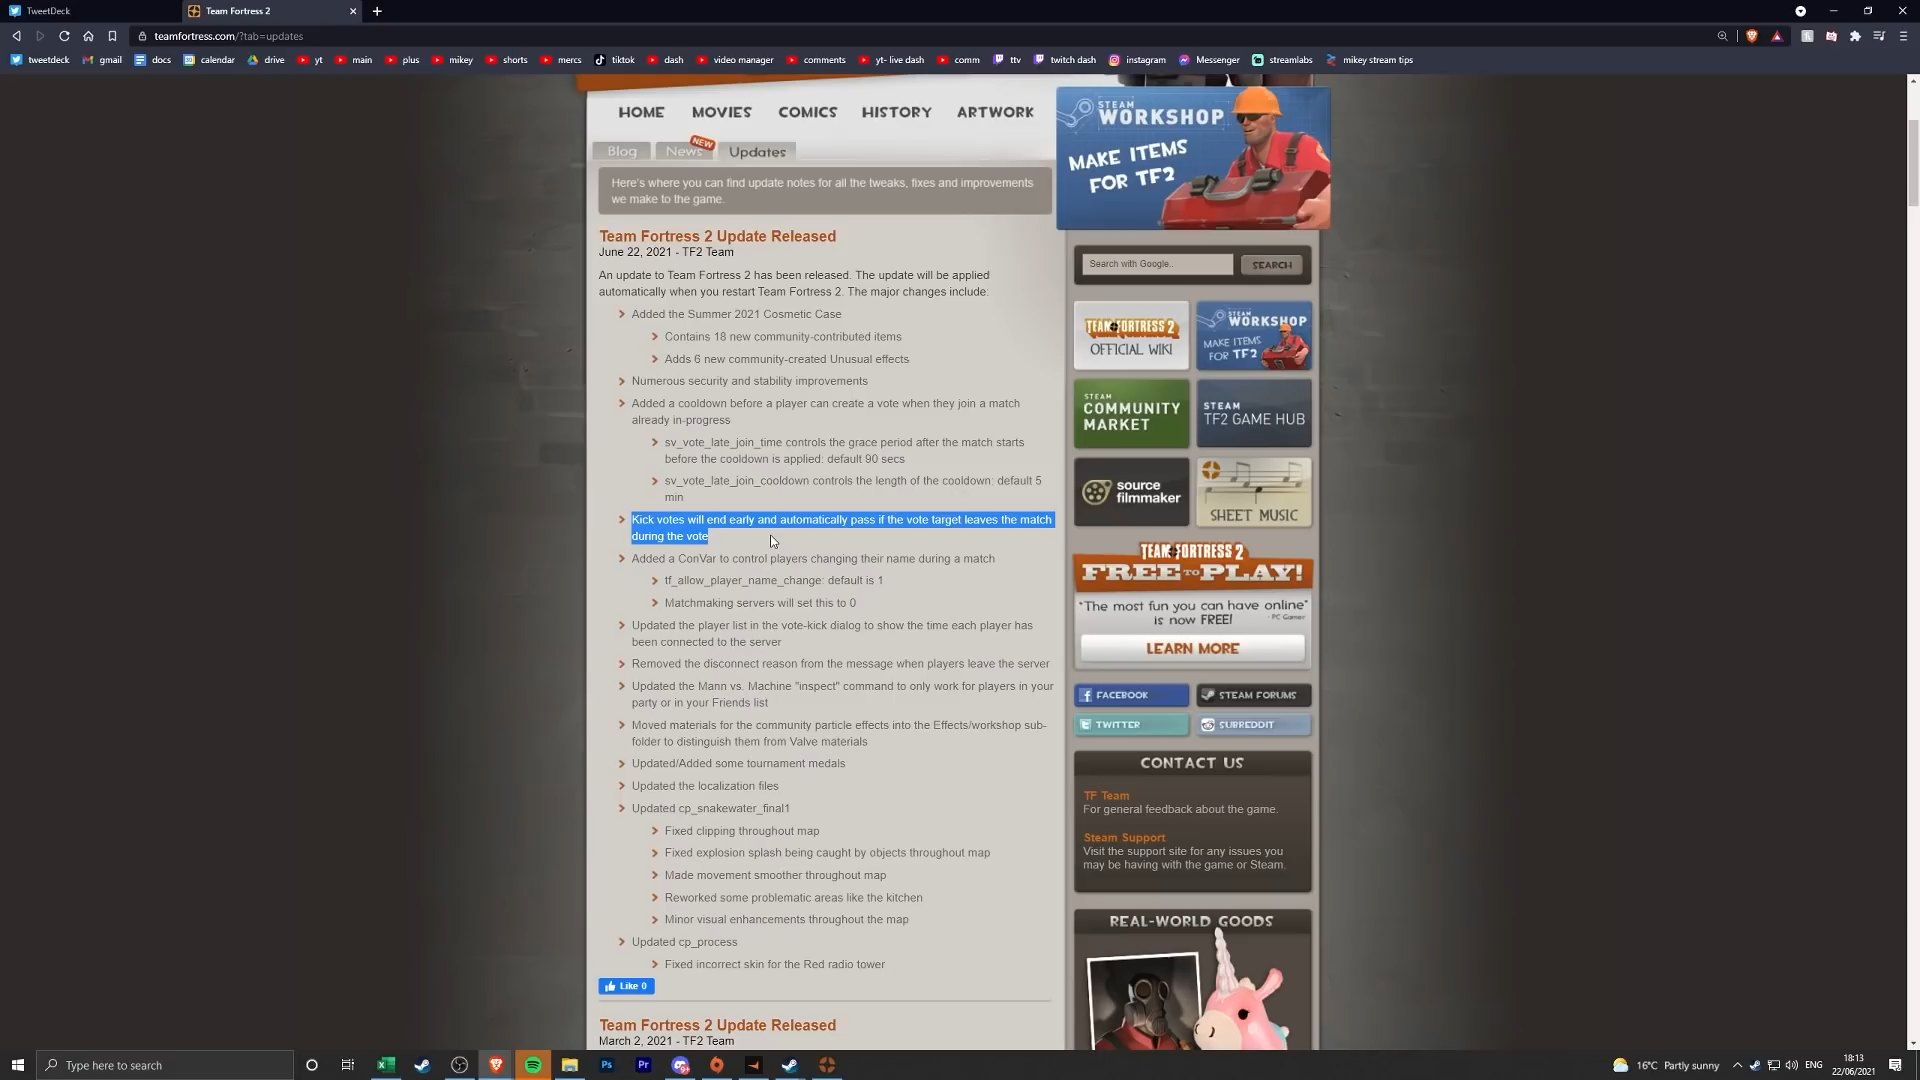 TweetDeck
Team Fortress 2
teamfortress.com/?tab=updates
tweetdeck gmail docs calendar drive yt main plus mikey shorts mercs tiktok dash video manager comments yt- live dash comm ttv twitch dash instagram Messenger streamlabs mikey stream tips
HOME MOVIES COMICS HISTORY ARTWORK
Blog News NEW Updates
Here's where you can find update notes for all the tweaks, fixes and improvements
we make to the game.
STEAM
WORKSHOP
MAKE ITEMS
FOR TF2
Team Fortress 2 Update Released
June 22, 2021 - TF2 Team
An update to Team Fortress 2 has been released. The update will be applied
automatically when you restart Team Fortress 2. The major changes include:
Added the Summer 2021 Cosmetic Case
Contains 18 new community-contributed items
Adds 6 new community-created Unusual effects
Numerous security and stability improvements
Added a cooldown before a player can create a vote when they join a match
already in-progress
sv_vote_late_join_time controls the grace period after the match starts
before the cooldown is applied: default 90 secs
sv_vote_late_join_cooldown controls the length of the cooldown: default 5
min
Kick votes will end early and automatically pass if the vote target leaves the match
during the vote
Added a ConVar to control players changing their name during a match
tf_allow_player_name_change: default is 1
Matchmaking servers will set this to 0
Updated the player list in the vote-kick dialog to show the time each player has
been connected to the server
Removed the disconnect reason from the message when players leave the server
Updated the Mann vs. Machine "inspect" command to only work for players in your
party or in your Friends list
Moved materials for the community particle effects into the Effects/workshop sub-
folder to distinguish them from Valve materials
Updated/Added some tournament medals
Updated the localization files
Updated cp_snakewater_final1
Fixed clipping throughout map
Fixed explosion splash being caught by objects throughout map
Made movement smoother throughout map
Reworked some problematic areas like the kitchen
Minor visual enhancements throughout the map
Updated cp_process
Fixed incorrect skin for the Red radio tower
Like 0
Team Fortress 2 Update Released
March 2, 2021 - TF2 Team
Search with Google.. SEARCH
TEAM FORTRESS 2
OFFICIAL WIKI
STEAM
WORKSHOP
MAKE ITEMS
FOR TF2
STEAM
COMMUNITY
MARKET
STEAM
TF2 GAME HUB
source
filmmaker
SHEET MUSIC
TEAM FORTRESS 2
FREE TO PLAY!
"The most fun you can have online"
is now FREE! - PC Gamer
LEARN MORE
FACEBOOK STEAM FORUMS
TWITTER SUBREDDIT
CONTACT US
TF Team
For general feedback about the game.
Steam Support
Visit the support site for any issues you
may be having with the game or Steam.
REAL-WORLD GOODS
Type here to search
Ps Pr
16°C Partly sunny ENG
18:13
22/06/2021